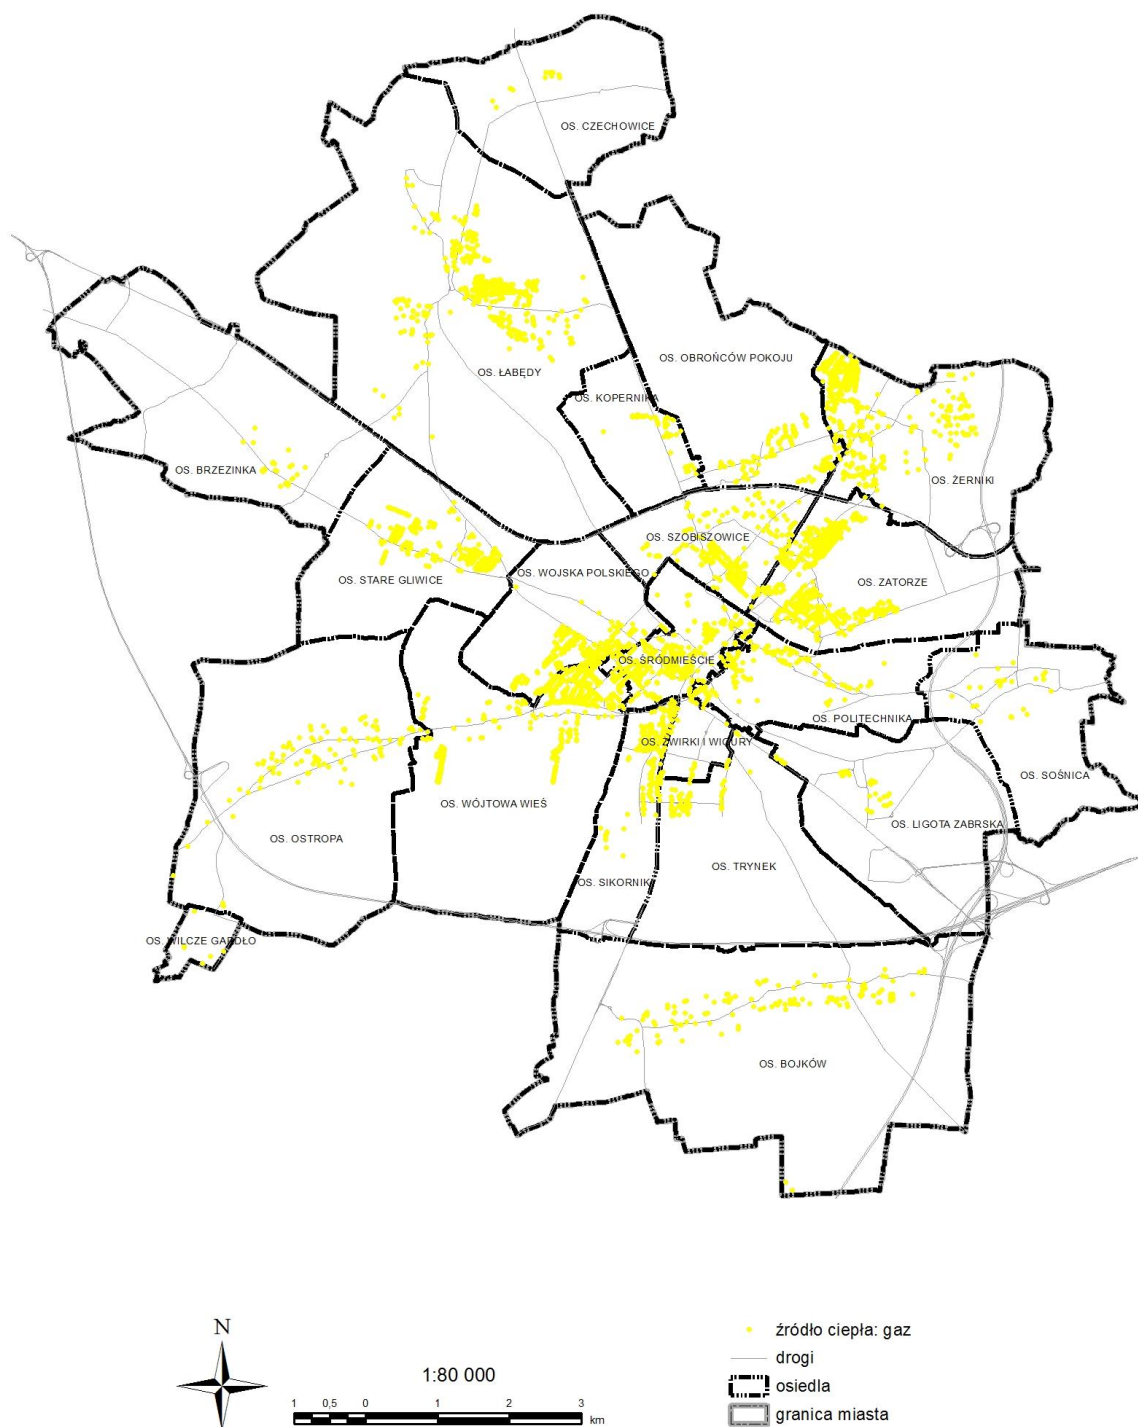 OS. CZECHOWICE
OS. OBROŃCÓW POKOJU
OS. ŁABĘDY
OS. KOPERNIKA
OS. BRZEZINKA
OS. ŻERNIKI
OS. SZOBISZOWICE
OS. STARE GLIWICE
OS. WOJSKA POLSKIEGO
OS. ZATORZE
OS. ŚRÓDMIEŚCIE
OS. POLITECHNIKA
OS. ŻWIRKI I WIGURY
OS. SOŚNICA
OS. WÓJTOWA WIEŚ
OS. LIGOTA ZABRSKA
OS. OSTROPA
OS. TRYNEK
OS. SIKORNIK
OS. WILCZE GARDŁO
OS. BOJKÓW
N
1:80 000
1 0,5 0 1 2 3
km
źródło ciepła: gaz
drogi
osiedla
granica miasta